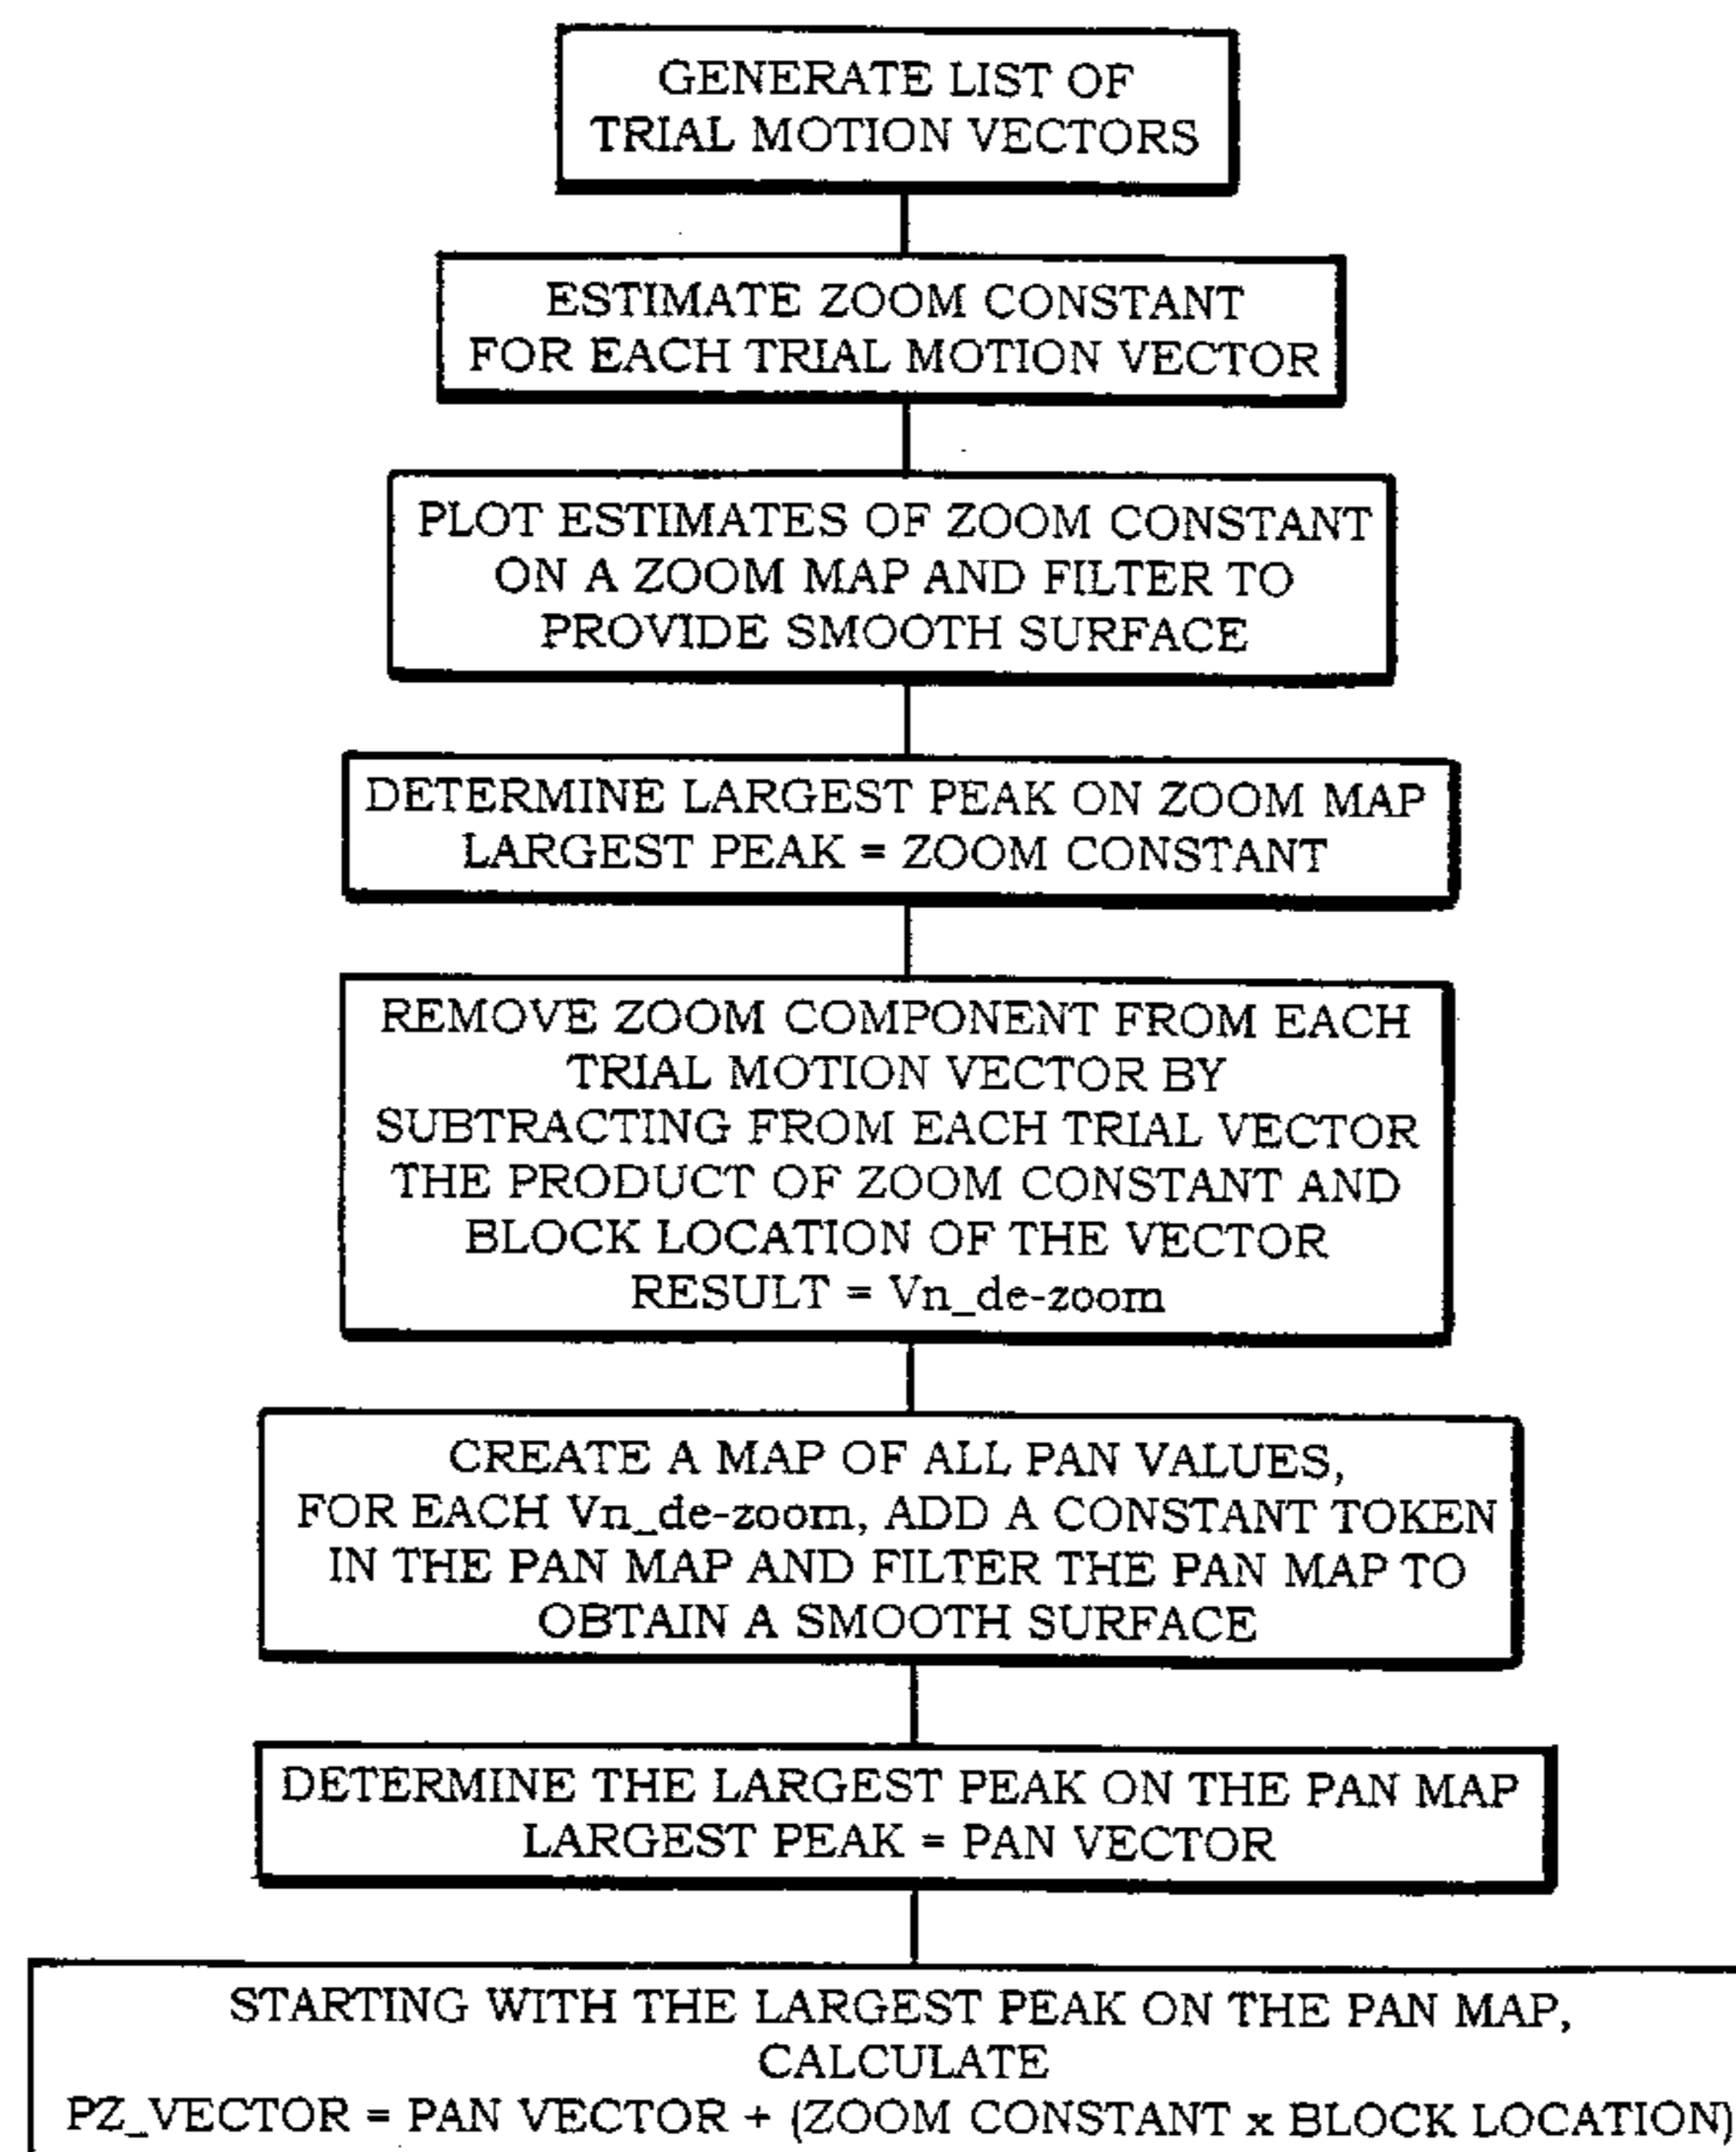 GENERATE LIST OF
TRIAL MOTION VECTORS
ESTIMATE ZOOM CONSTANT
FOR EACH TRIAL MOTION VECTOR
PLOT ESTIMATES OF ZOOM CONSTANT
ON A ZOOM MAP AND FILTER TO
PROVIDE SMOOTH SURFACE
DETERMINE LARGEST PEAK ON ZOOM MAP
LARGEST PEAK = ZOOM CONSTANT
REMOVE ZOOM COMPONENT FROM EACH
TRIAL MOTION VECTOR BY
SUBTRACTING FROM EACH TRIAL VECTOR
THE PRODUCT OF ZOOM CONSTANT AND
BLOCK LOCATION OF THE VECTOR
RESULT = Vn_de-zoom
CREATE A MAP OF ALL PAN VALUES,
FOR EACH Vn_de-zoom, ADD A CONSTANT TOKEN
IN THE PAN MAP AND FILTER THE PAN MAP TO
OBTAIN A SMOOTH SURFACE
DETERMINE THE LARGEST PEAK ON THE PAN MAP
LARGEST PEAK = PAN VECTOR
STARTING WITH THE LARGEST PEAK ON THE PAN MAP,
CALCULATE
PZ_VECTOR = PAN VECTOR + (ZOOM CONSTANT x BLOCK LOCATION)